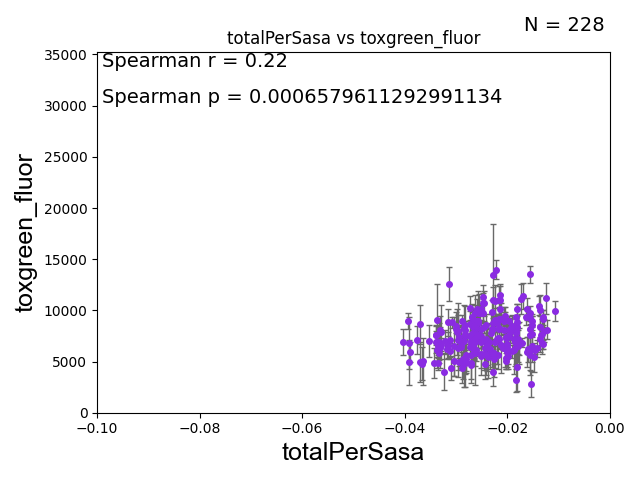 N = 228
totalPerSasa vs toxgreen_fluor
Spearman r = 0.22
Spearman p = 0.0006579611292991134
toxgreen_fluor
35000
30000
25000
20000
15000
10000
5000
0
−0.10
−0.08
−0.06
−0.04
−0.02
0.00
totalPerSasa